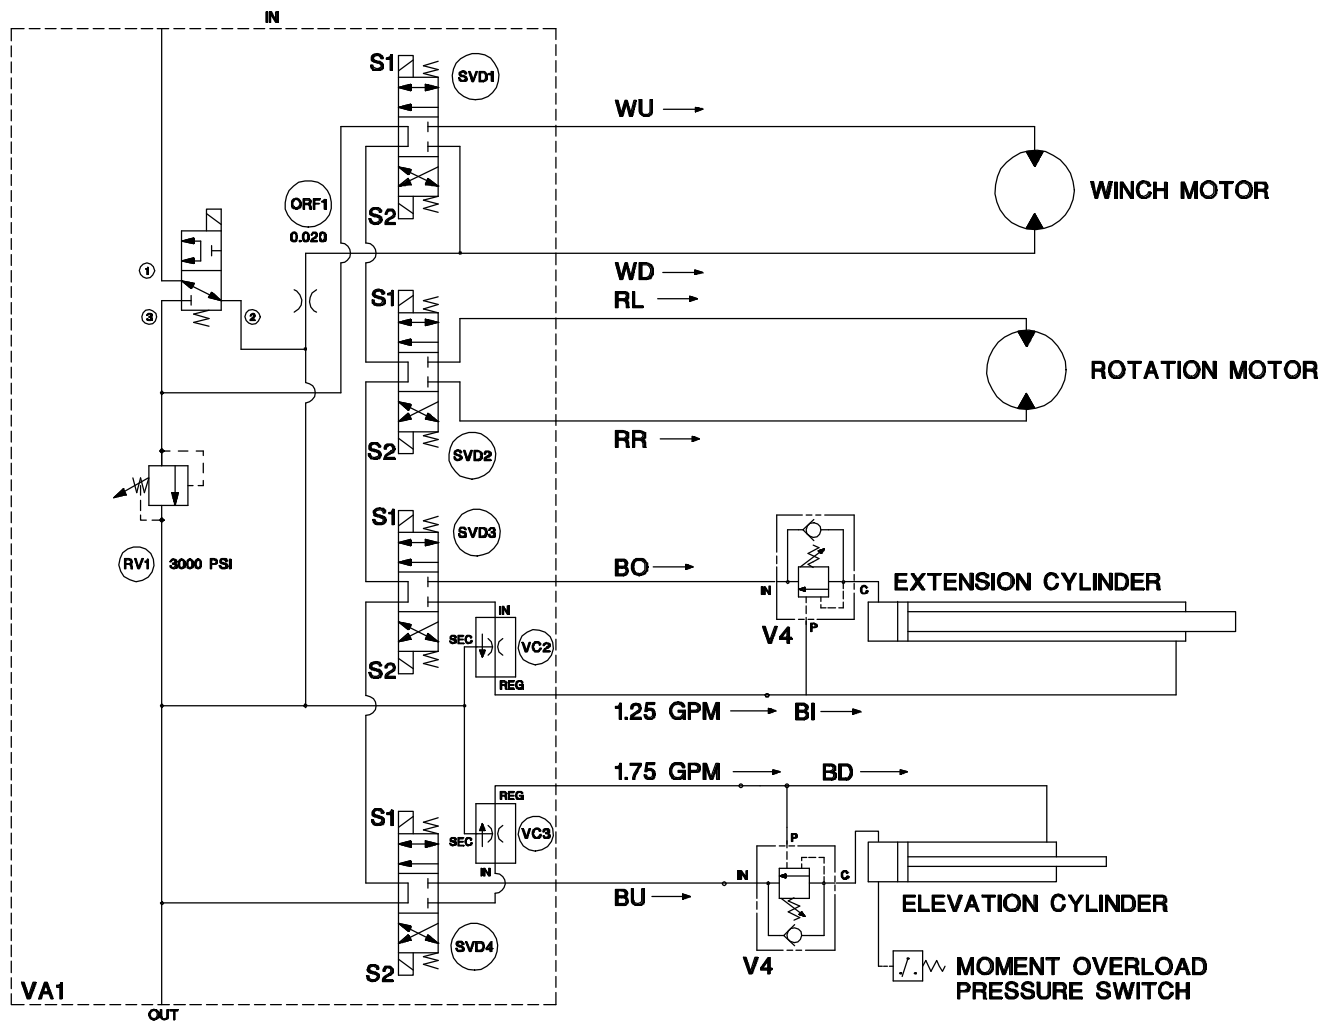 IN
S1
SVD1
WU
WINCH MOTOR
ORF1
0.020
S2
1
3
2
WD
RL
S1
ROTATION MOTOR
RR
S2
SVD2
S1
SVD3
RV1 3000 PSI
BO
IN
C
EXTENSION CYLINDER
IN
SEC
VC2
V4
P
S2
REG
1.25 GPM
BI
1.75 GPM
BD
REG
S1
SEC
VC3
P
IN
IN
C
BU
ELEVATION CYLINDER
SVD4
S2
V4
MOMENT OVERLOAD
PRESSURE SWITCH
VA1
OUT